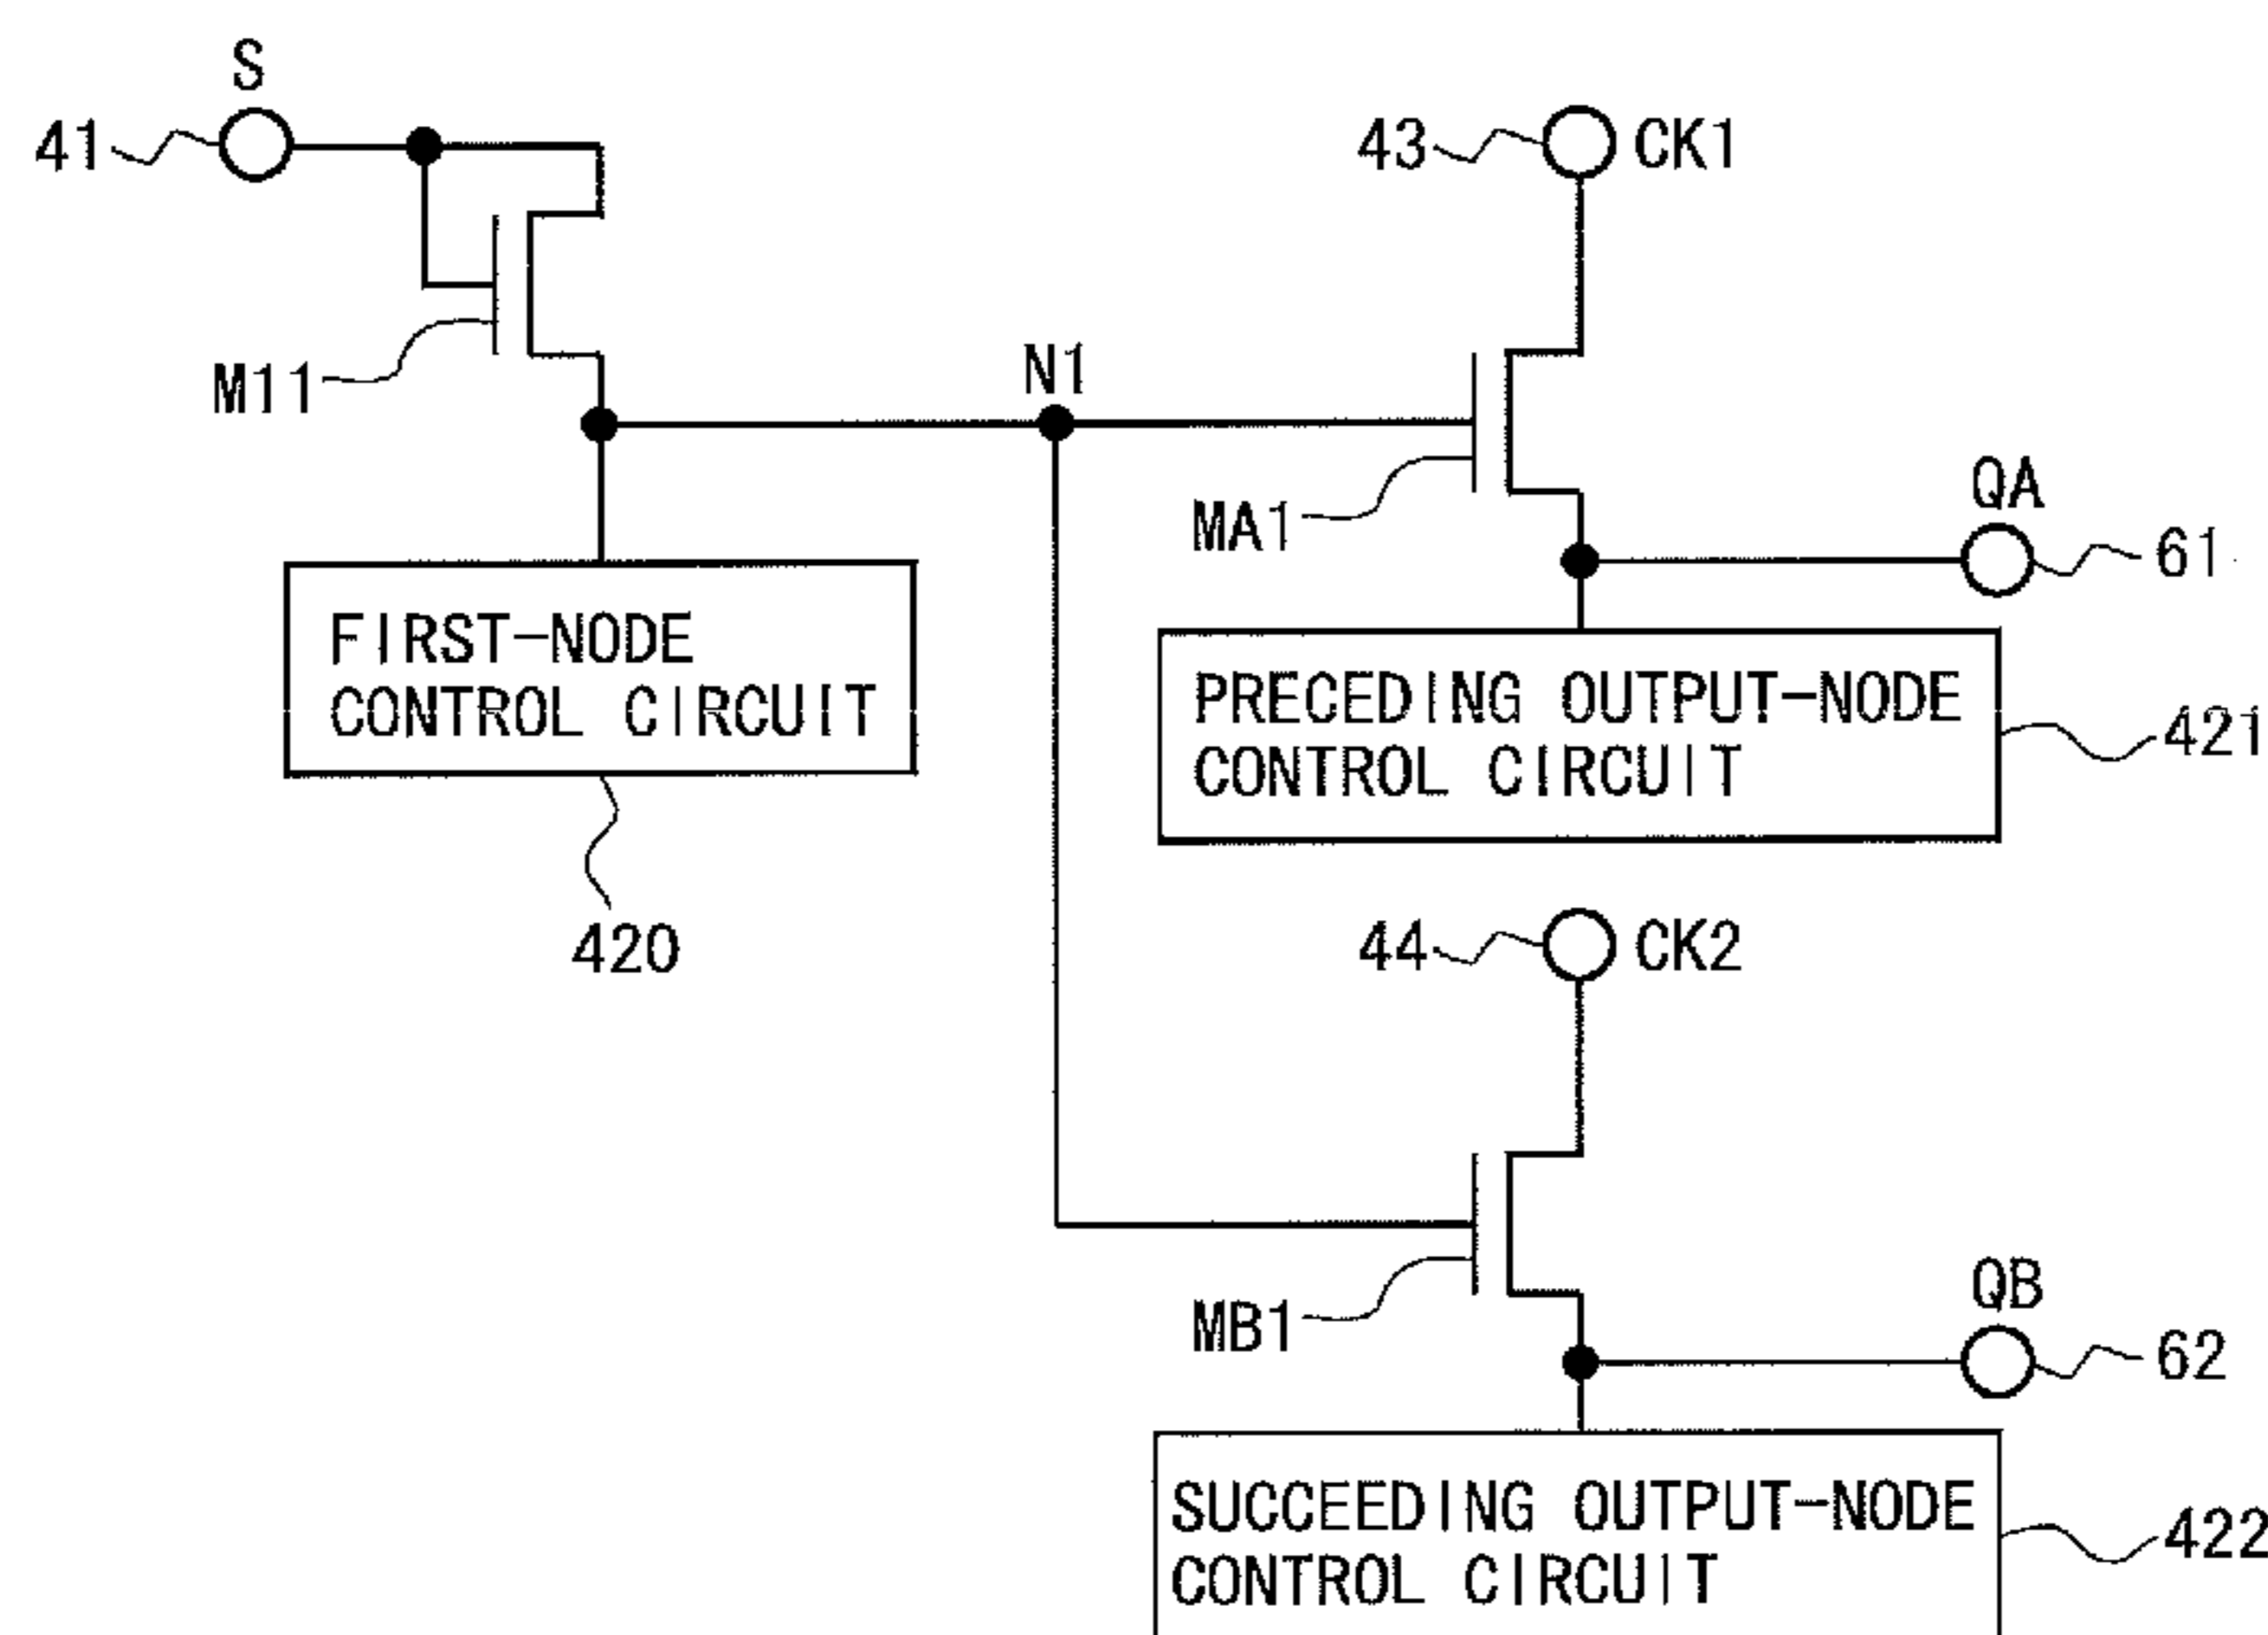 S
41
43
CK1
M11
N1
MA1
QA
61
FIRST-NODE
CONTROL CIRCUIT
420
PRECEDING OUTPUT-NODE
CONTROL CIRCUIT
421
44
CK2
MB1
QB
62
SUCCEEDING OUTPUT-NODE
CONTROL CIRCUIT
422